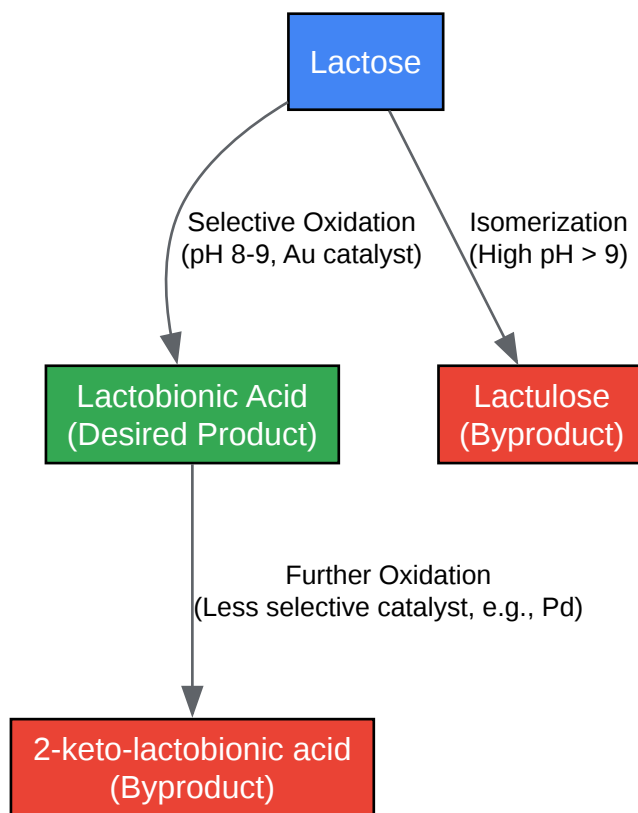 Lactose
Selective Oxidation
(pH 8-9, Au catalyst)
Isomerization
(High pH > 9)
Lactobionic Acid
(Desired Product)
Lactulose
(Byproduct)
Further Oxidation
(Less selective catalyst, e.g., Pd)
2-keto-lactobionic acid
(Byproduct)